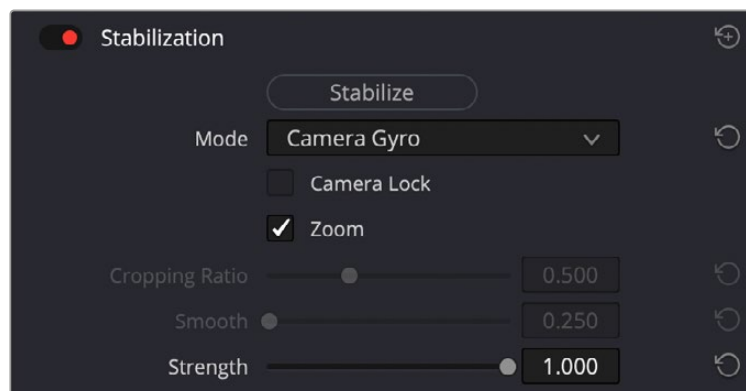 Stabilization
Stabilize
Mode Camera Gyro
Camera Lock
Zoom
Cropping Ratio 0.500
Smooth 0.250
Strength 1.000